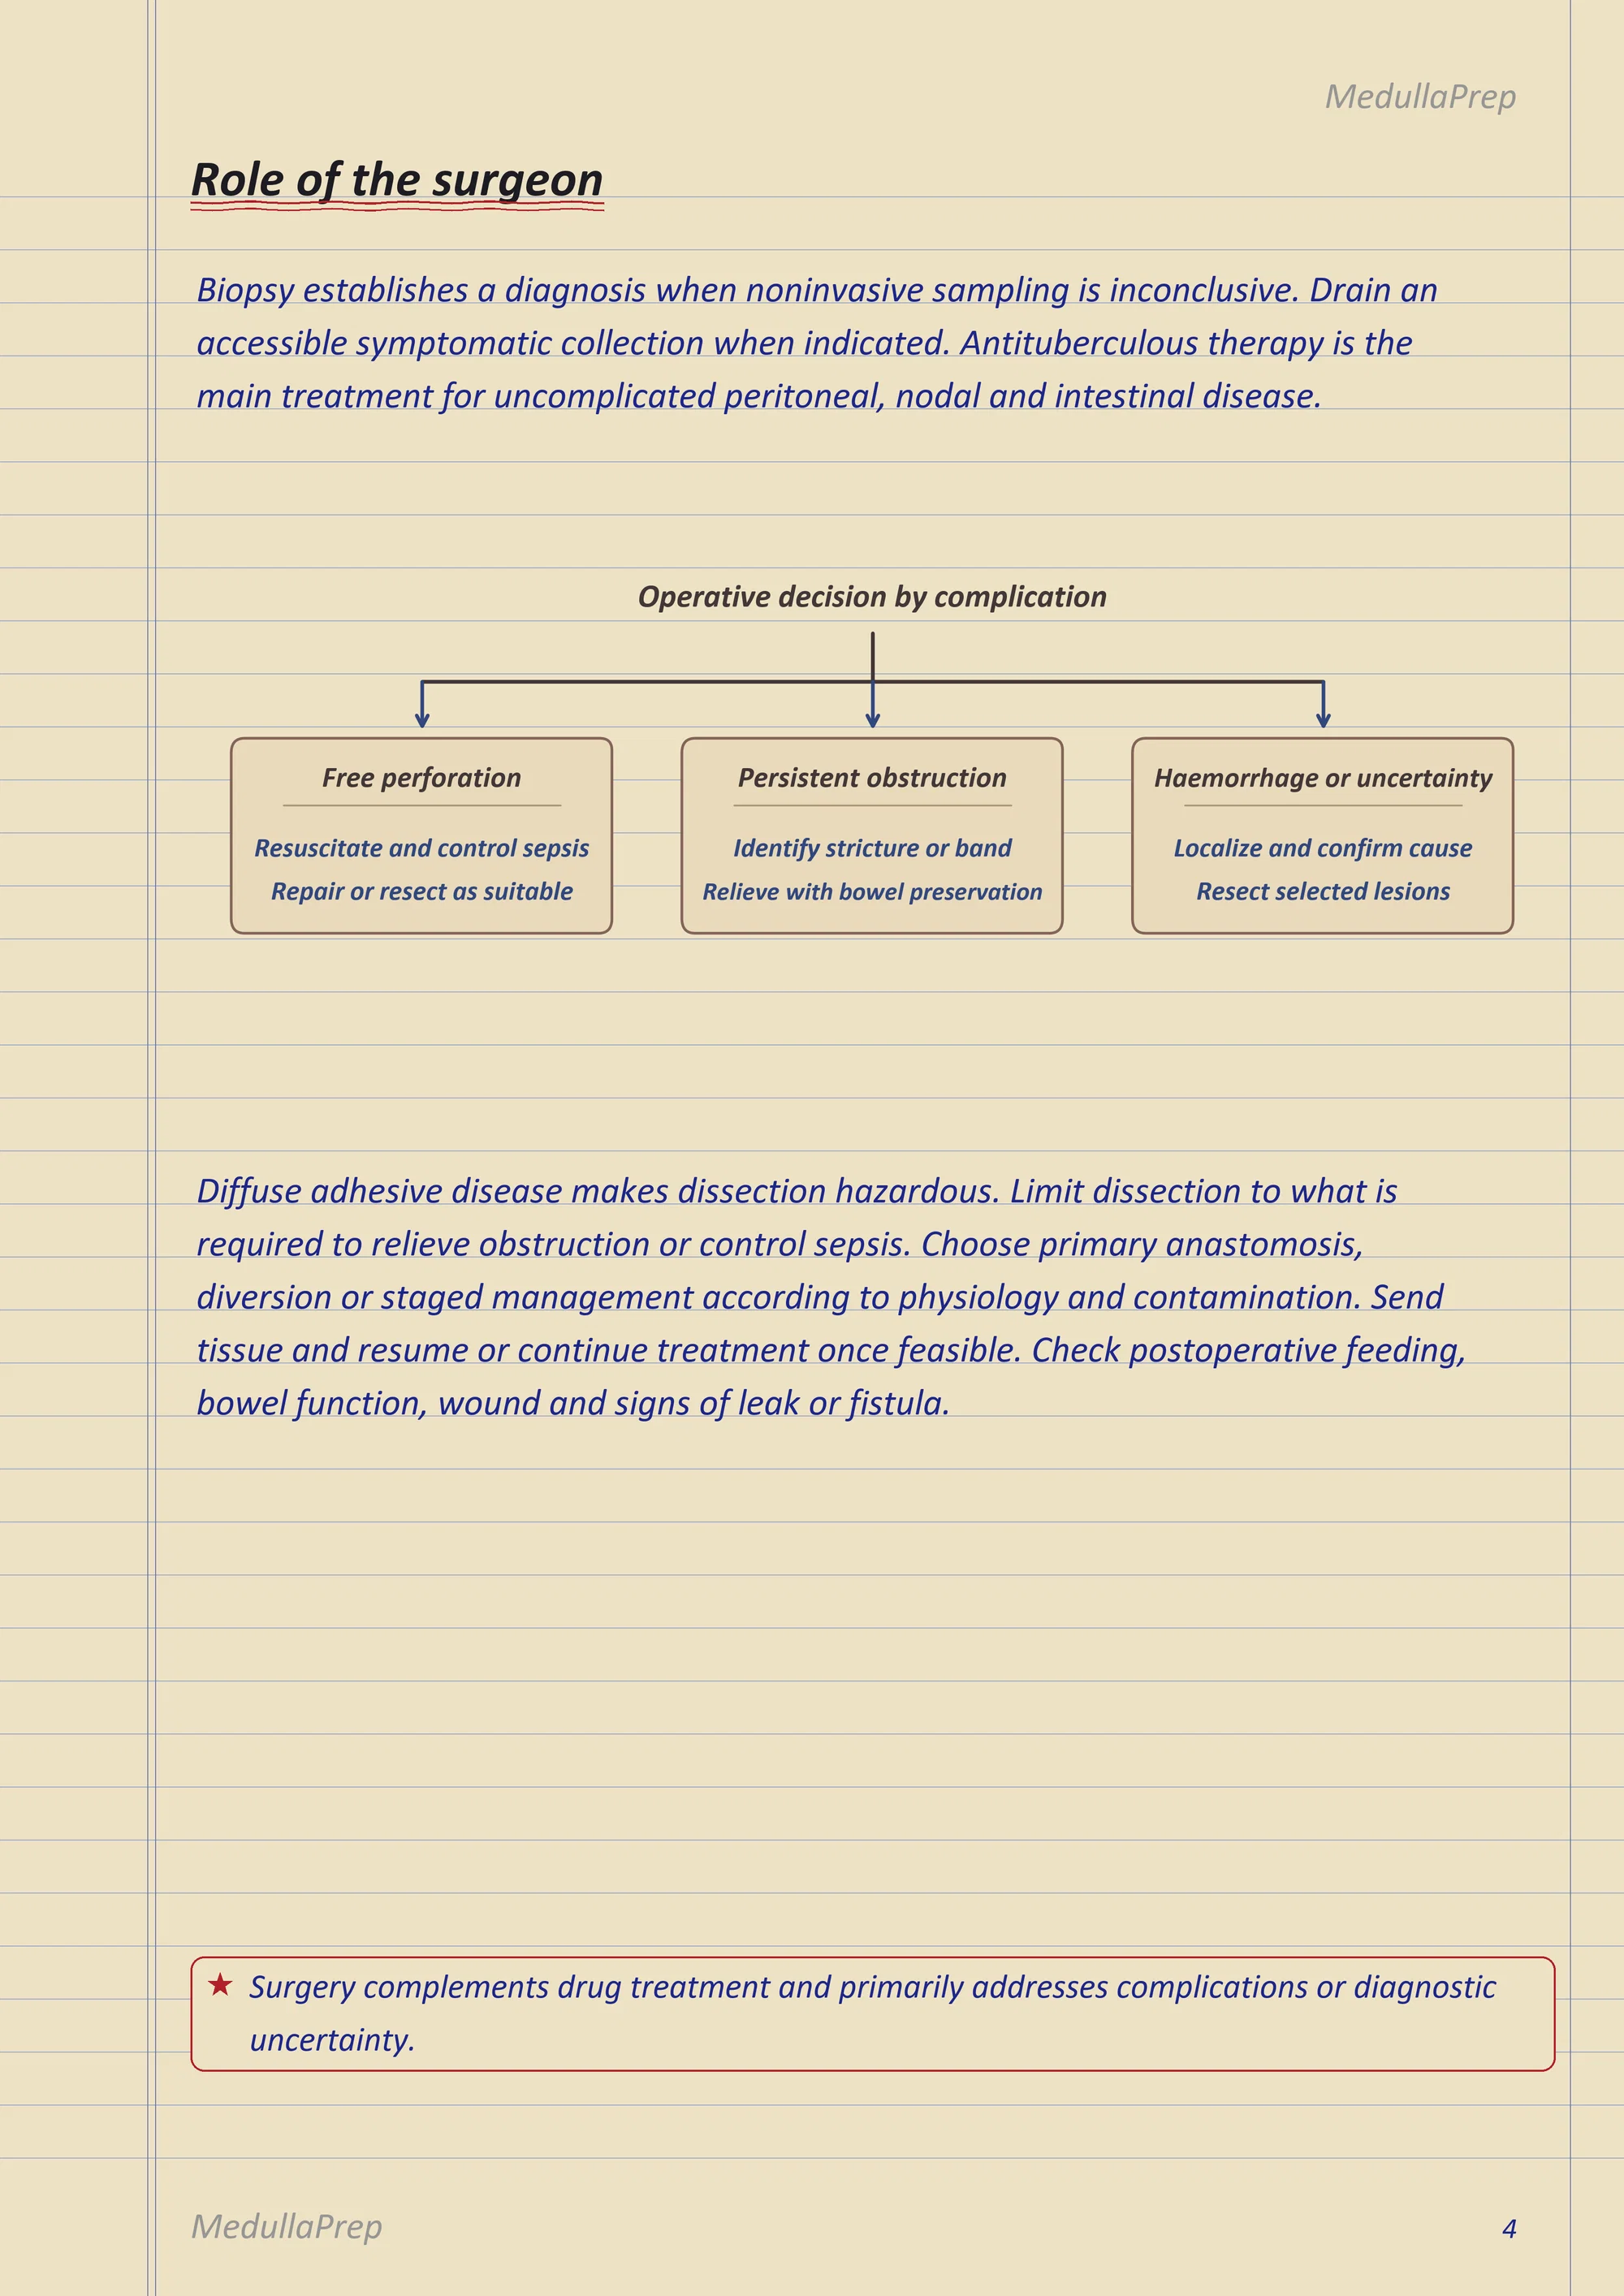 MedullaPrep
Role of the surgeon
Biopsy establishes a diagnosis when noninvasive sampling is inconclusive. Drain an
accessible symptomatic collection when indicated. Antituberculous therapy is the
main treatment for uncomplicated peritoneal, nodal and intestinal disease.
Operative decision by complication
Free perforation
Resuscitate and control sepsis
Repair or resect as suitable
Persistent obstruction
Identify stricture or band
Relieve with bowel preservation
Haemorrhage or uncertainty
Localize and confirm cause
Resect selected lesions
Diffuse adhesive disease makes dissection hazardous. Limit dissection to what is
required to relieve obstruction or control sepsis. Choose primary anastomosis,
diversion or staged management according to physiology and contamination. Send
tissue and resume or continue treatment once feasible. Check postoperative feeding,
bowel function, wound and signs of leak or fistula.
★ Surgery complements drug treatment and primarily addresses complications or diagnostic
uncertainty.
MedullaPrep
4